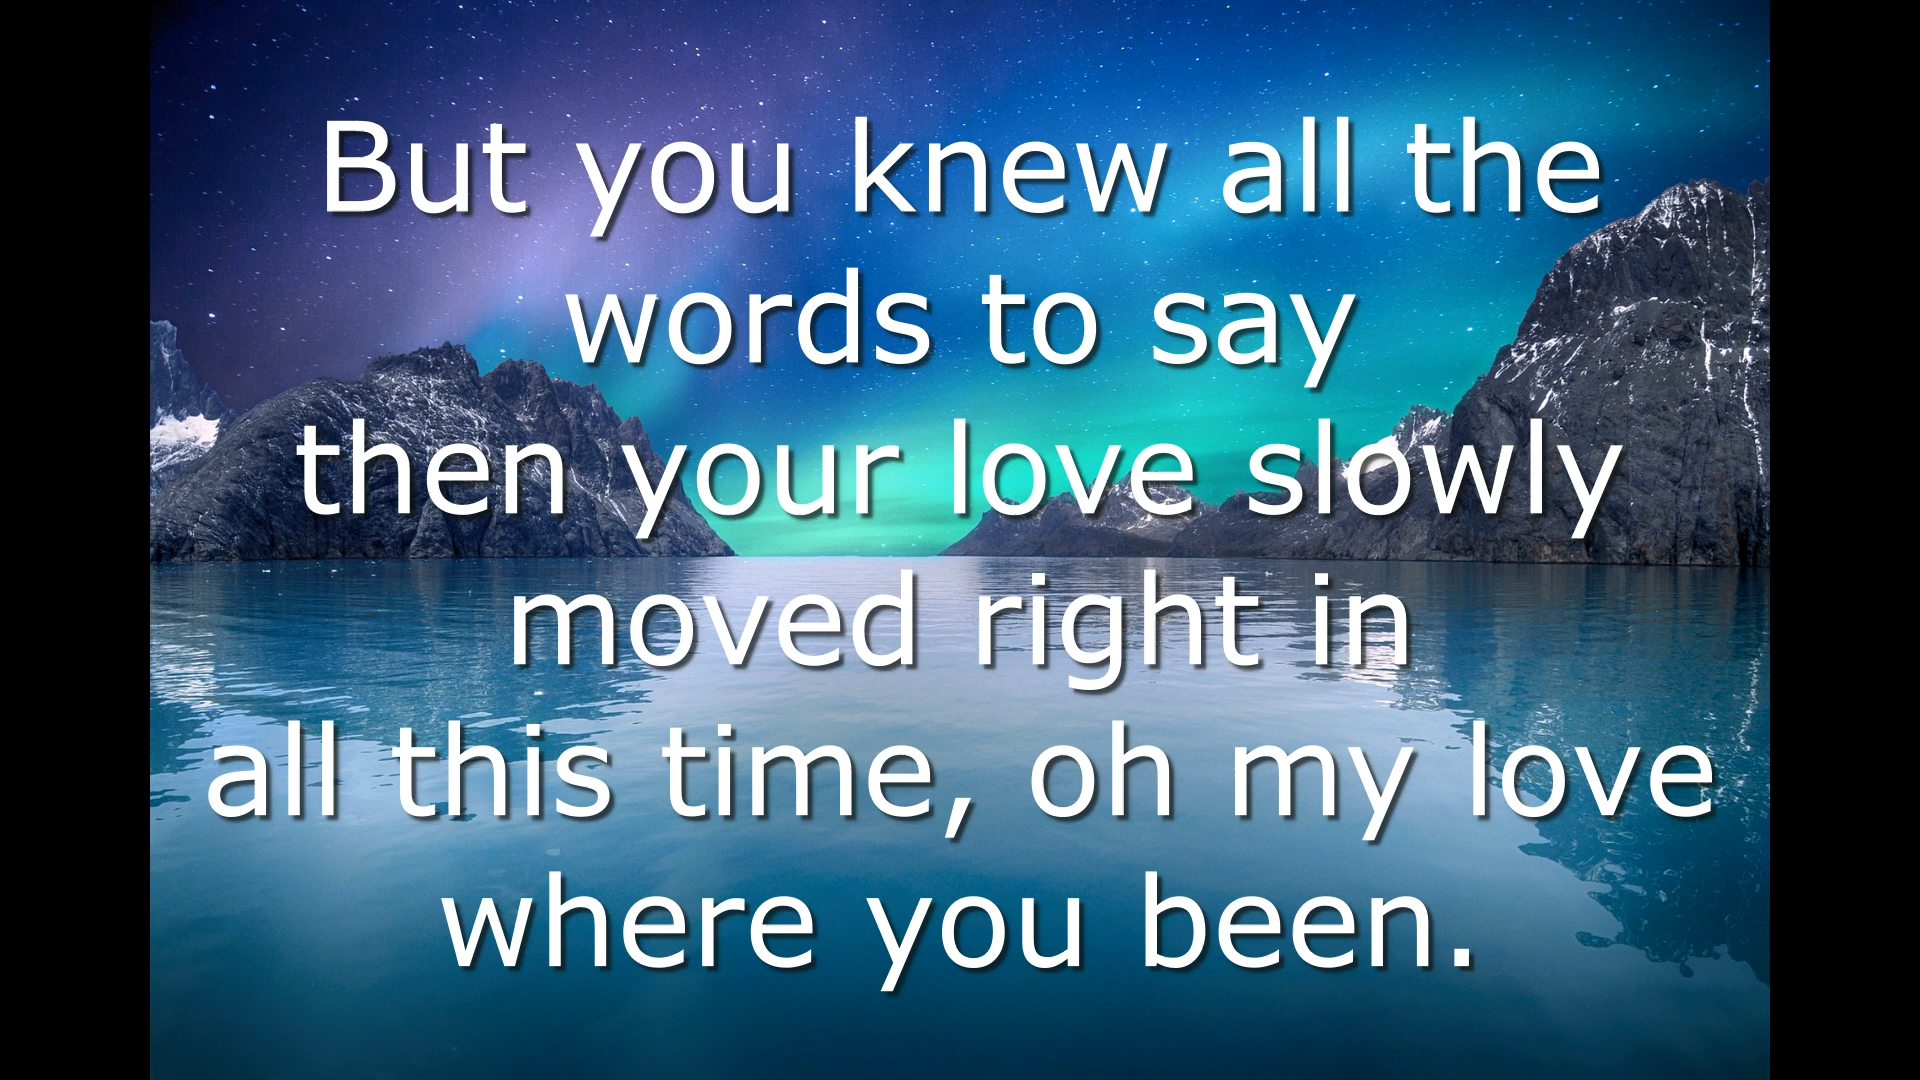 But you knew all the
words to say
then your love slowly
moved right in
all this time, oh my love
where you been.